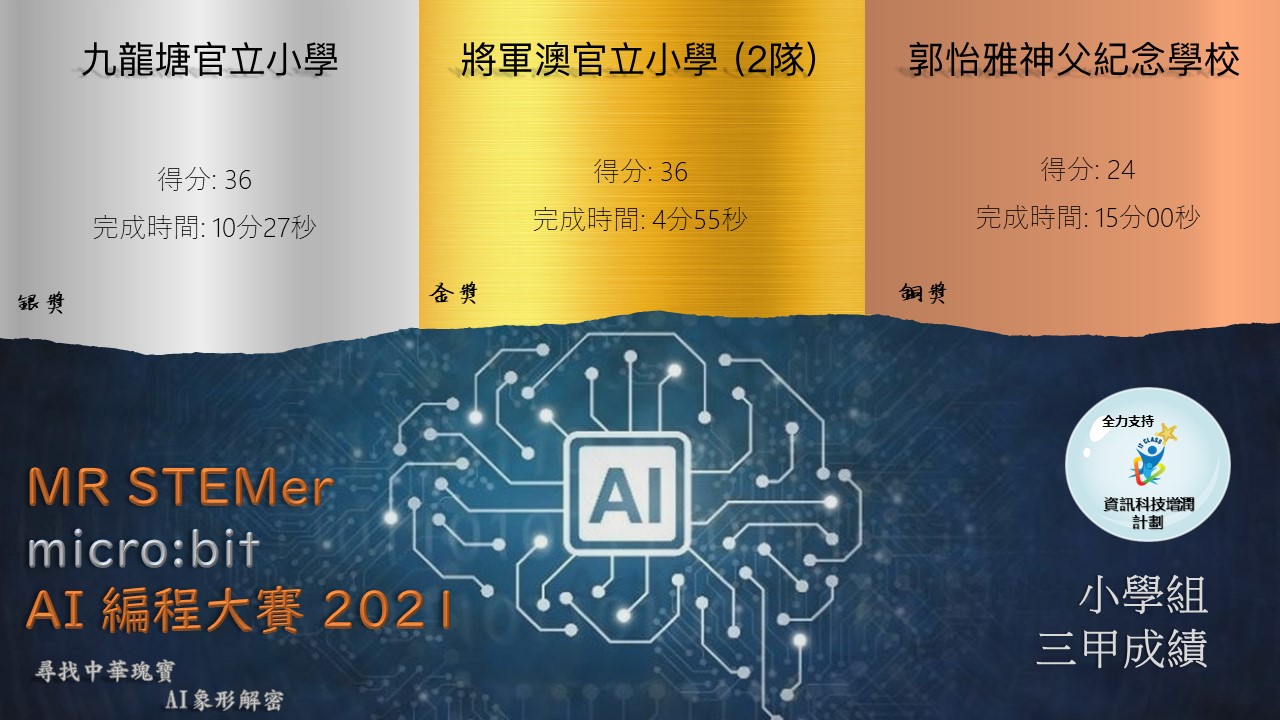 九龍塘官立小學
得分: 36
完成時間: 10分27秒
銀獎
將軍澳官立小學 (2隊)
得分: 36
完成時間: 4分55秒
金獎
郭怡雅神父紀念學校
得分: 24
完成時間: 15分00秒
銅獎
AI
MR STEMer
micro:bit
AI 編程大賽 2021
尋找中華瑰寶
AI象形解密
全力支持
IT CLASS
資訊科技增潤
計劃
小學組
三甲成績